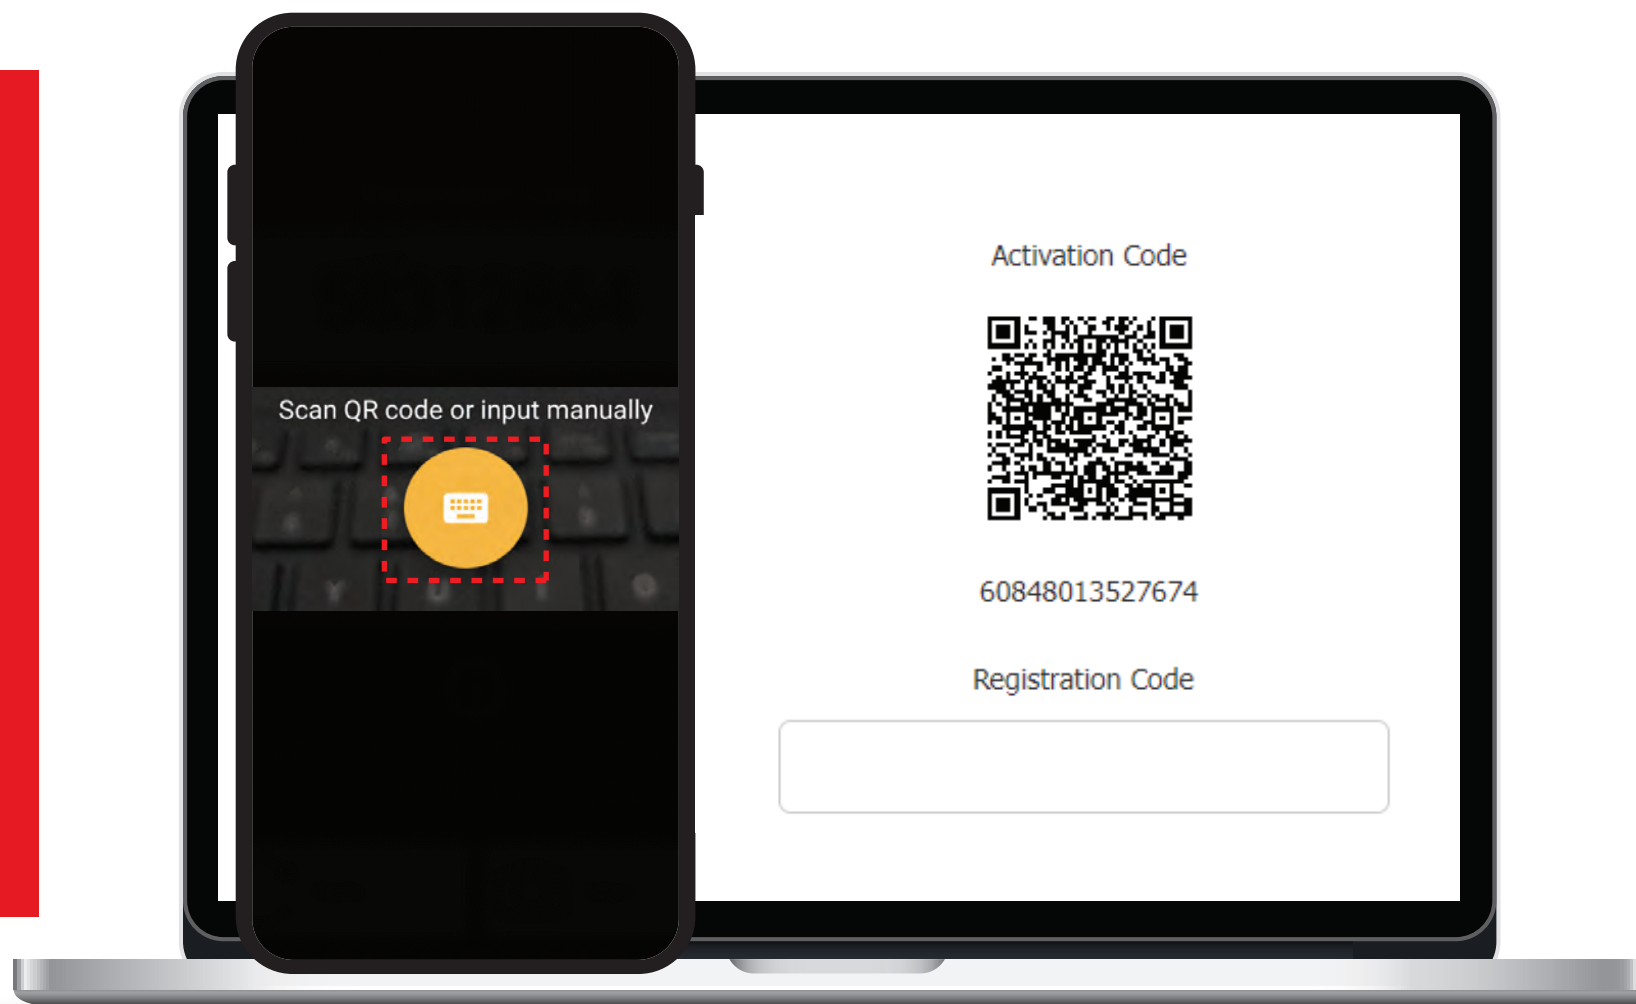 Scan QR code or input manually
Activation Code
60848013527674
Registration Code